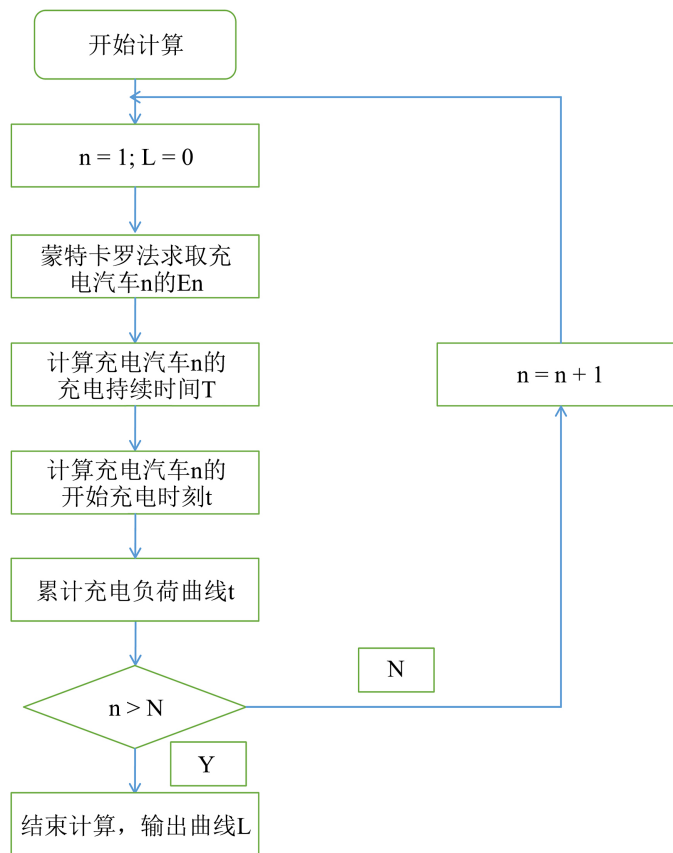 开始计算
n = 1; L = 0
蒙特卡罗法求取充
电汽车n的En
计算充电汽车n的
充电持续时间T
n = n + 1
计算充电汽车n的
开始充电时刻t
累计充电负荷曲线t
N
n > N
Y
结束计算，输出曲线L